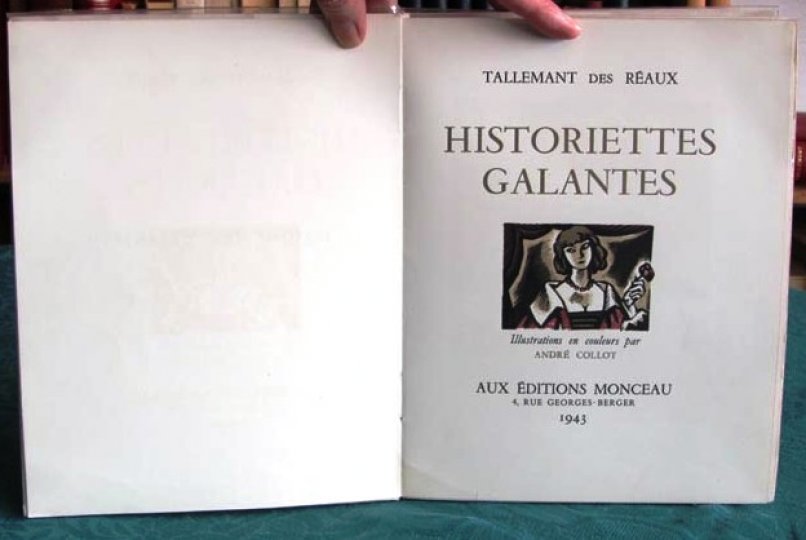 TALLEMANT DES RÉAUX
HISTORIETTES
GALANTES
Illustrations en couleurs par
ANDRÉ COLLOT
AUX ÉDITIONS MONCEAU
4, RUE GEORGES-BERGER
1943